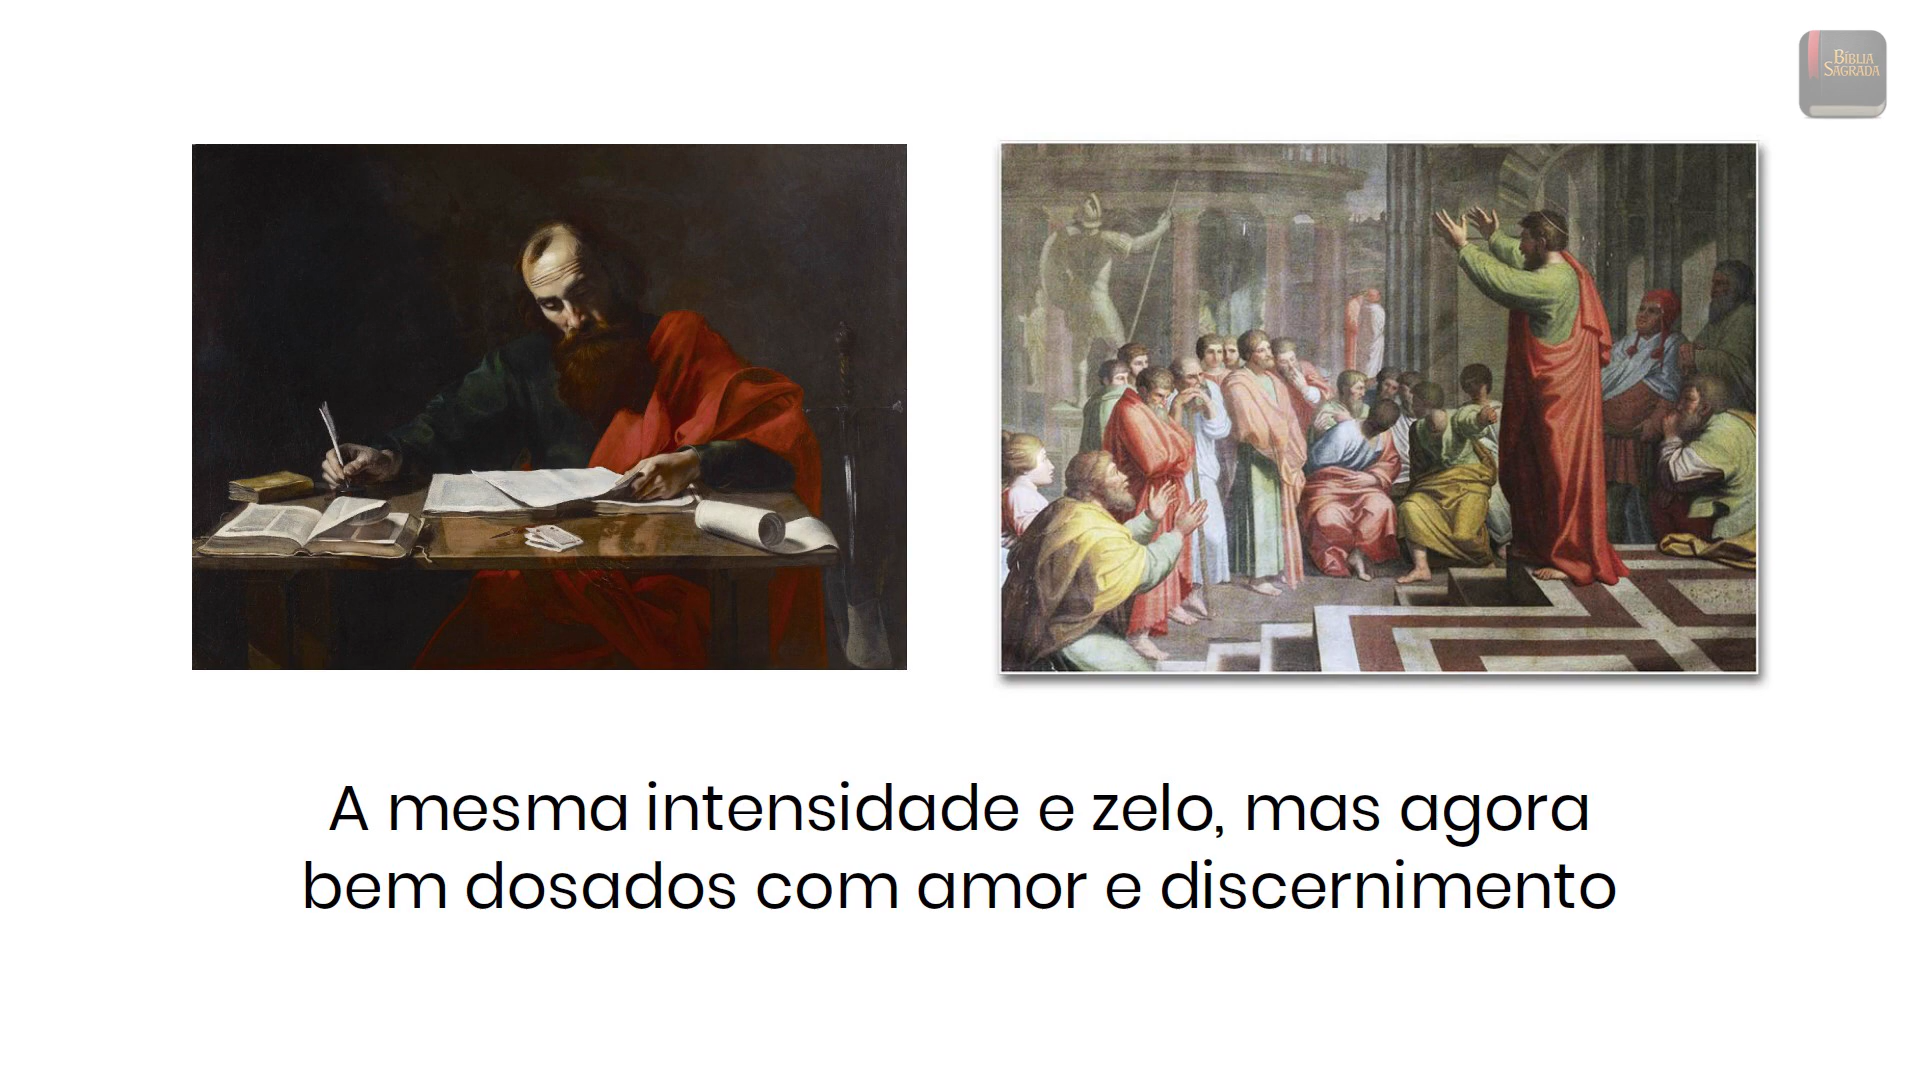 BÍBLIA
SAGRADA
A mesma intensidade e zelo, mas agora
bem dosados com amor e discernimento